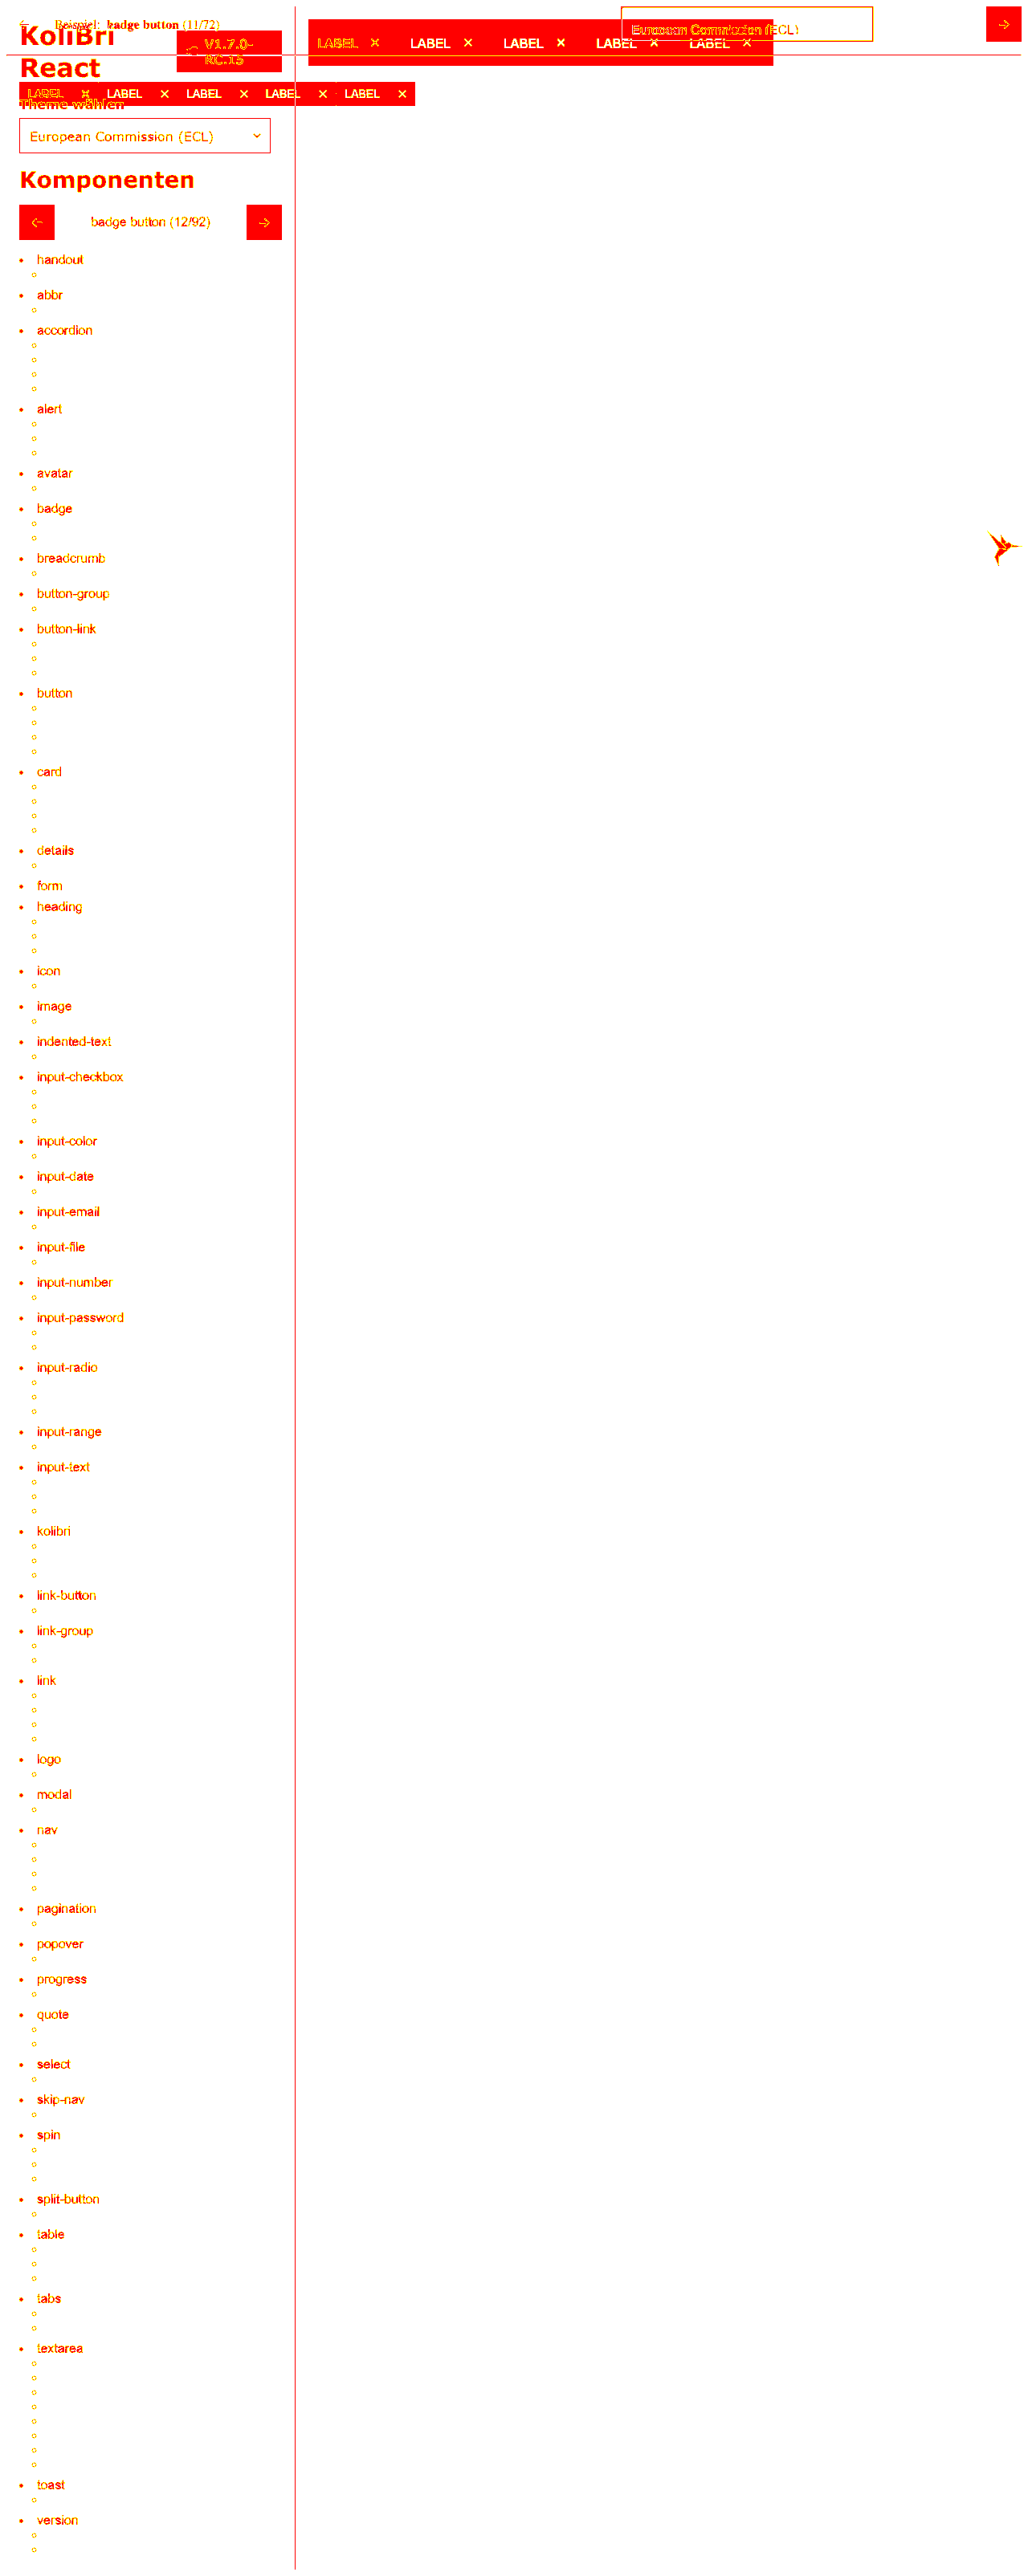 Beispiel: badge button (11/72)
European Commission (ECL)
KoliBri
React
V1.7.0-
RC.15
LABEL LABEL LABEL LABEL LABEL
LABEL LABEL LABEL LABEL LABEL
Theme wählen
European Commission (ECL)
Komponenten
badge button (12/92)
handout
abbr
accordion
alert
avatar
badge
breadcrumb
button-group
button-link
button
card
details
form
heading
icon
image
indented-text
input-checkbox
input-color
input-date
input-email
input-file
input-number
input-password
input-radio
input-range
input-text
kolibri
link-button
link-group
link
logo
modal
nav
pagination
popover
progress
quote
select
skip-nav
spin
split-button
table
tabs
textarea
toast
version